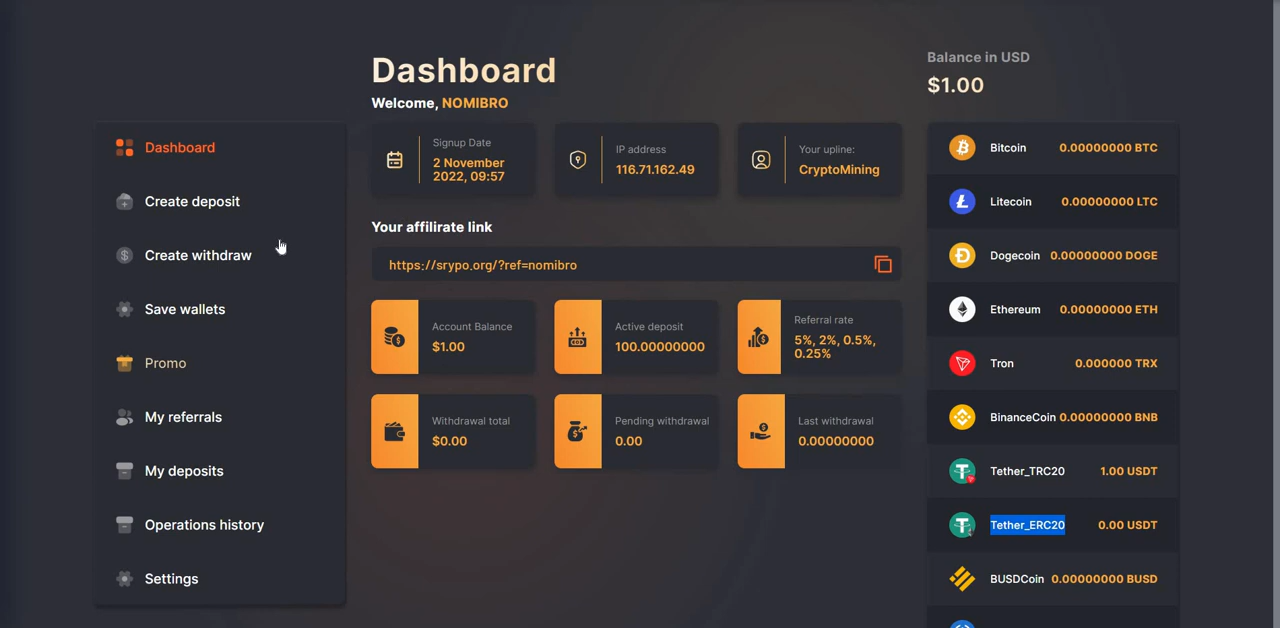 Dashboard
Create deposit
Create withdraw
Save wallets
Promo
My referrals
My deposits
Operations history
Settings
Dashboard
Welcome, NOMIBRO
Signup Date
2 November
2022, 09:57
IP address
116.71.162.49
Your upline:
CryptoMining
Your affilirate link
https://srypo.org/?ref=nomibro
Account Balance
$1.00
Active deposit
100.00000000
Referral rate
5%, 2%, 0.5%,
0.25%
Withdrawal total
$0.00
Pending withdrawal
0.00
Last withdrawal
0.00000000
Balance in USD
$1.00
Bitcoin 0.00000000 BTC
Litecoin 0.00000000 LTC
Dogecoin 0.00000000 DOGE
Ethereum 0.00000000 ETH
Tron 0.000000 TRX
BinanceCoin 0.00000000 BNB
Tether_TRC20 1.00 USDT
Tether_ERC20 0.00 USDT
BUSDCoin 0.00000000 BUSD